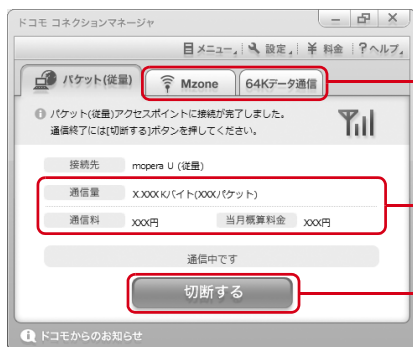 ドコモ コネクションマネージャ
メニュー 設定 ¥ 料金 ?ヘルプ
パケット(従量) Mzone 64Kデータ通信
パケット(従量)アクセスポイントに接続が完了しました。
通信終了には[切断する]ボタンを押してください。
接続先 mopera U (従量)
通信量 X.XXX Kバイト(XXXパケット)
通信料 xxx円 当月概算料金 xxx円
通信中です
切断する
ドコモからのお知らせ